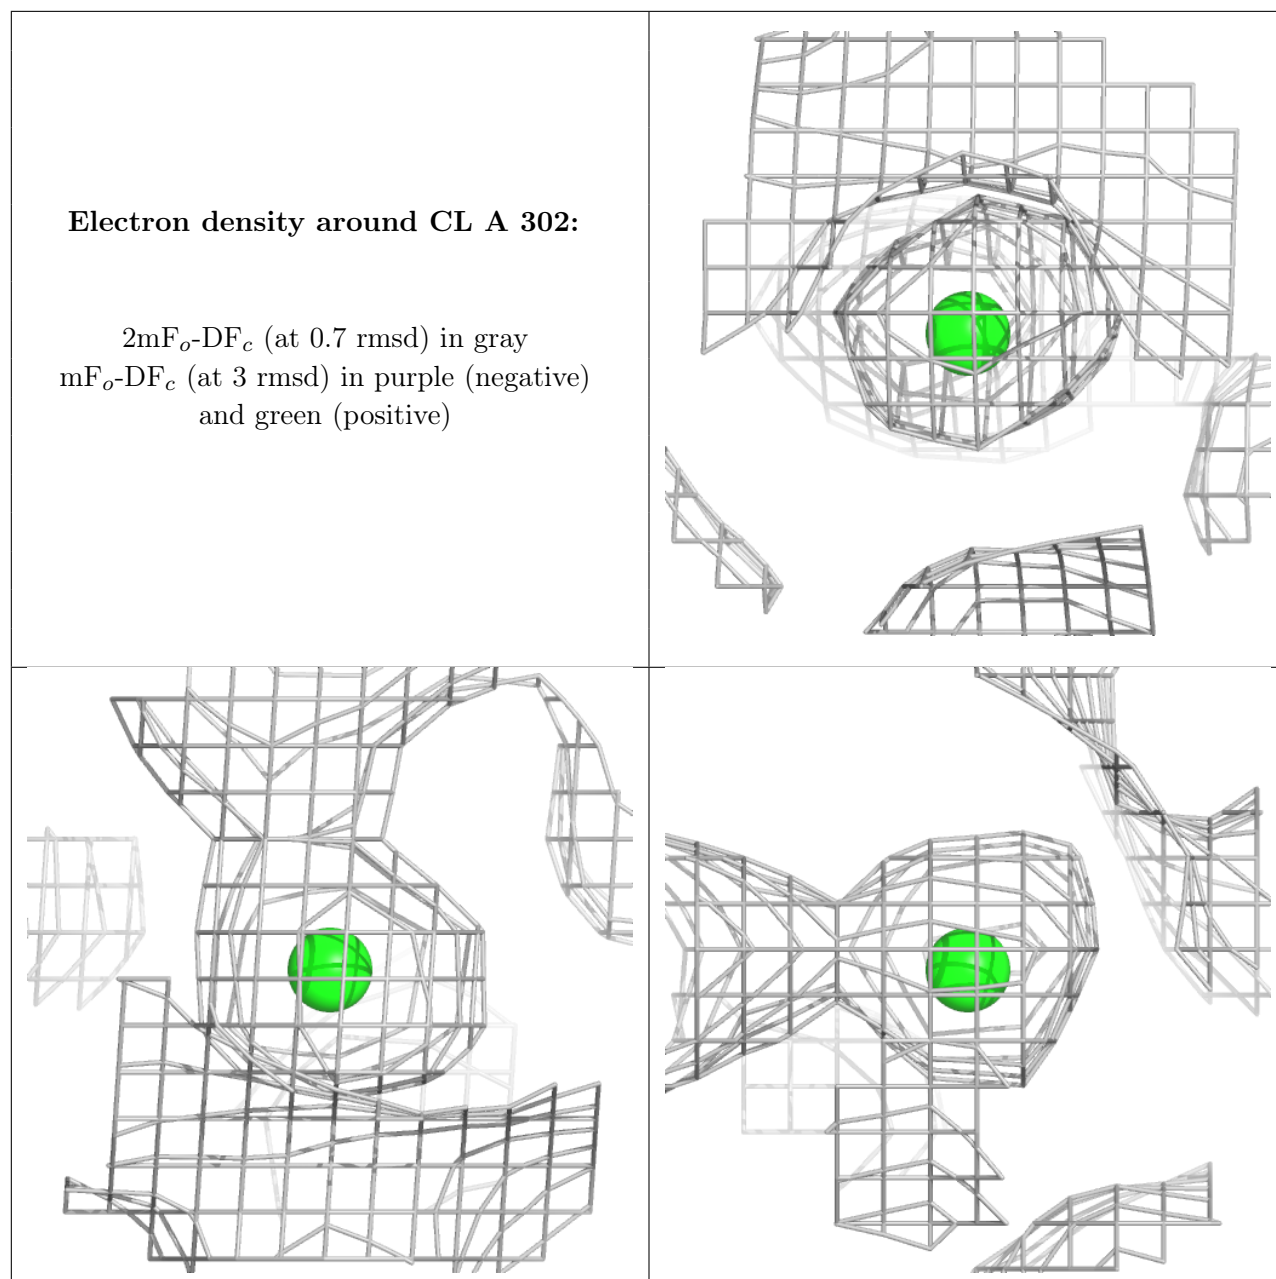 Electron density around CL A 302:
2mFo-DFc (at 0.7 rmsd) in gray
mFo-DFc (at 3 rmsd) in purple (negative)
and green (positive)